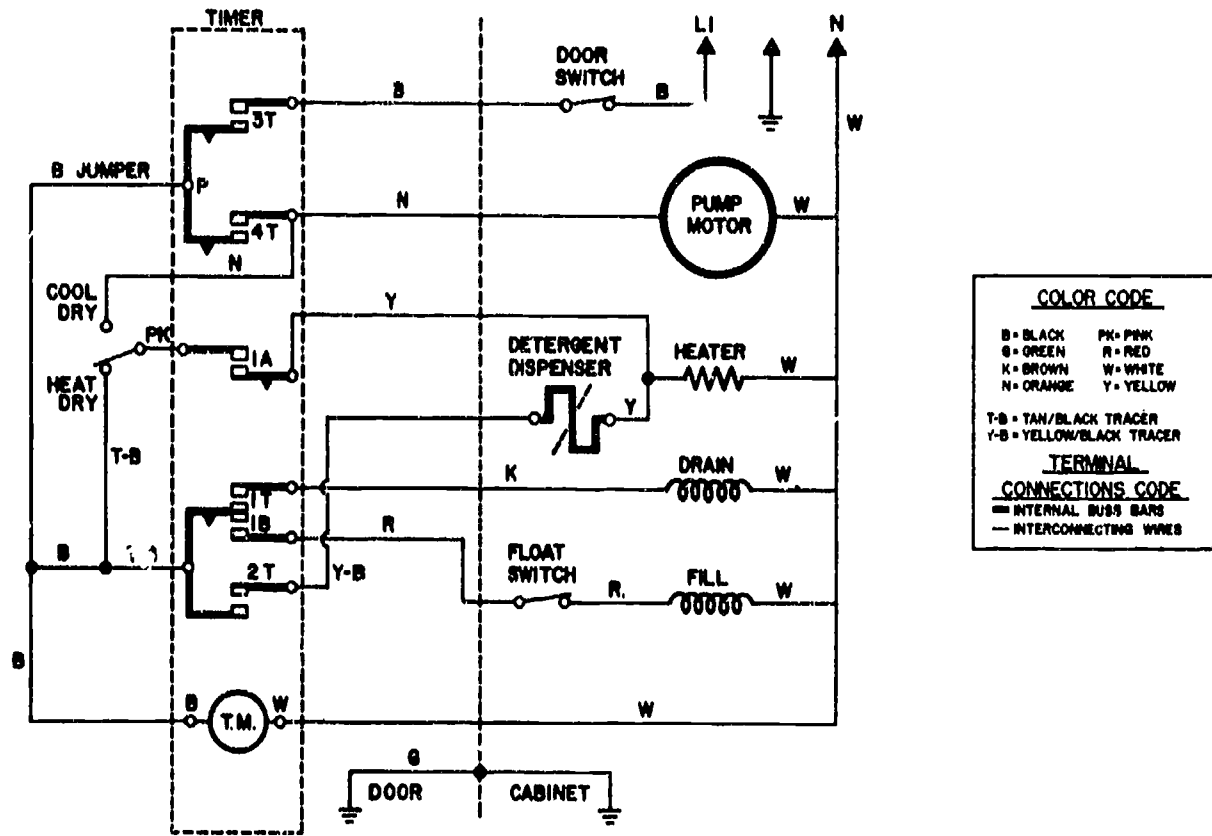 TIMER
L1
N
DOOR
SWITCH
B
B
3T
W
B JUMPER
P
N
PUMP
MOTOR
W
4T
N
COOL
DRY
Y
PK
1A
DETERGENT
DISPENSER
HEATER
W
HEAT
DRY
Y
T-B
DRAIN
K
W
1T
1B
R
FLOAT
SWITCH
B
2T
Y-B
FILL
R
W
B
B
T.M.
W
W
G
DOOR
CABINET
COLOR CODE
B = BLACK PK = PINK
G = GREEN R = RED
K = BROWN W = WHITE
N = ORANGE Y = YELLOW
T-B = TAN/BLACK TRACER
Y-B = YELLOW/BLACK TRACER
TERMINAL
CONNECTIONS CODE
INTERNAL BUSS BARS
INTERCONNECTING WIRES